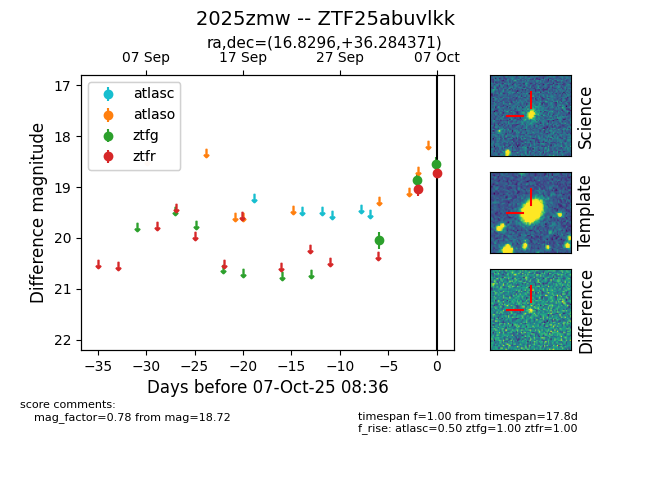 2025zmw -- ZTF25abuvlkk
ra,dec=(16.8296,+36.284371)
07 Sep 17 Sep 27 Sep 07 Oct
17
18
19
20
21
22
Difference magnitude
atlasc
atlaso
ztfg
ztfr
−35 −30 −25 −20 −15 −10 −5 0
Days before 07-Oct-25 08:36
Science
Template
Difference
score comments:
mag_factor=0.78 from mag=18.72
timespan f=1.00 from timespan=17.8d
f_rise: atlasc=0.50 ztfg=1.00 ztfr=1.00